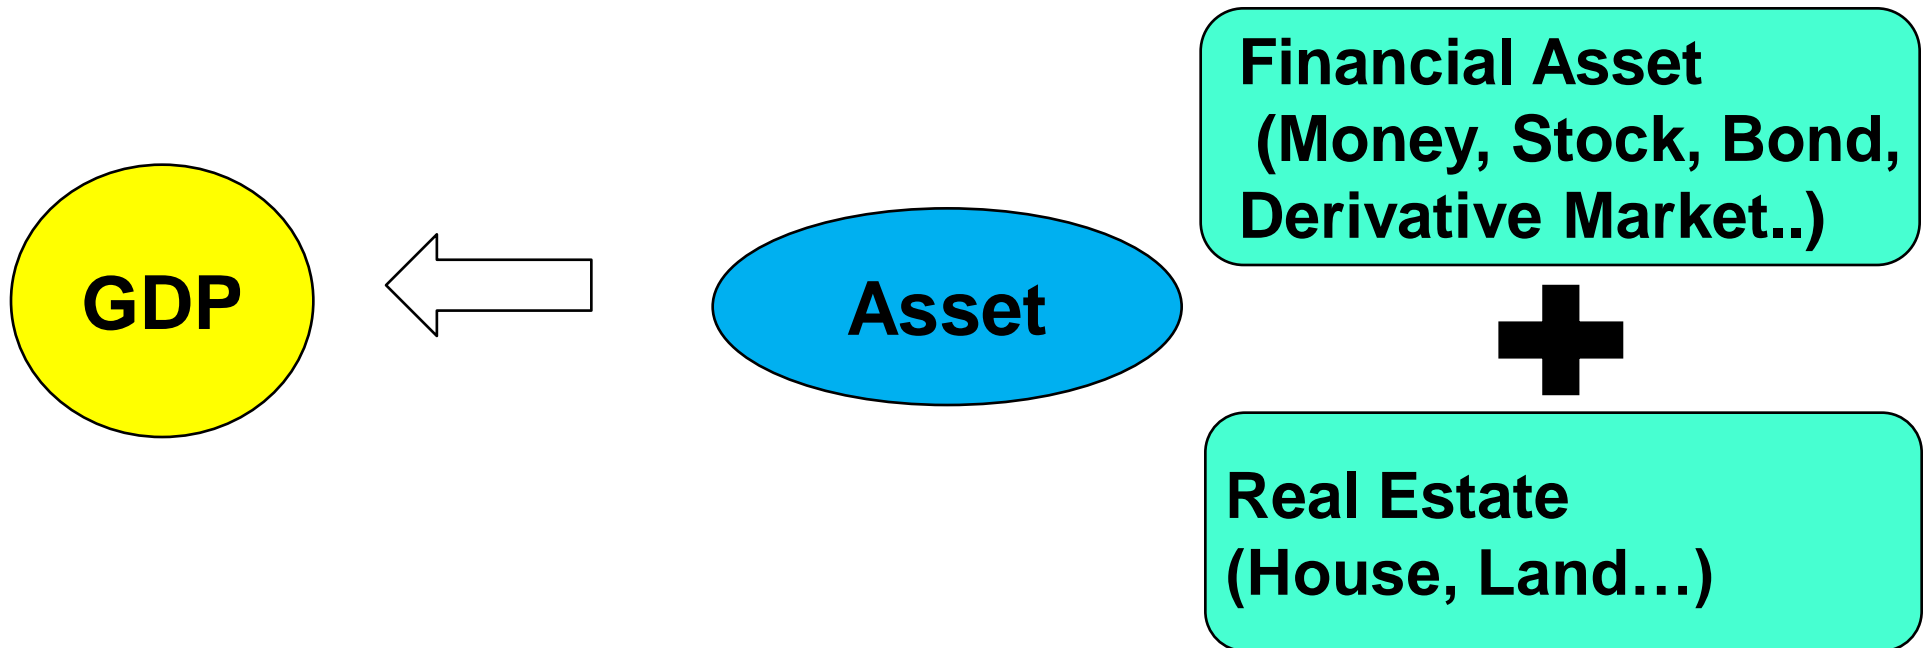 GDP
Asset
Financial Asset
(Money, Stock, Bond,
Derivative Market..)
Real Estate
(House, Land…)